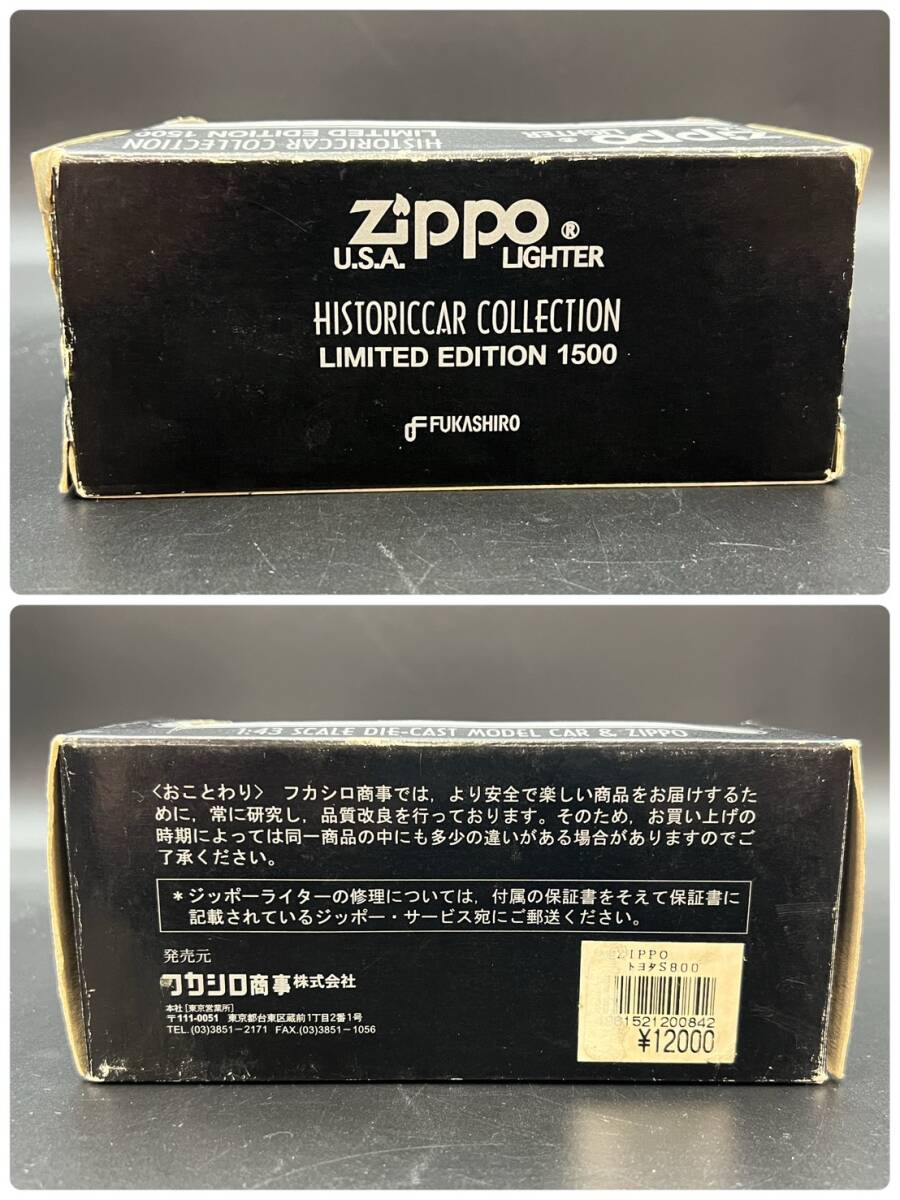 Zippo® LIGHTER
HISTORICCAR COLLECTION
LIMITED EDITION 1500
Zippo®
U.S.A. LIGHTER
HISTORICCAR COLLECTION
LIMITED EDITION 1500
FUKASHIRO
1:43 SCALE DIE-CAST MODEL CAR & ZIPPO
〈おことわり〉 フカシロ商事では，より安全で楽しい商品をお届けするた
めに，常に研究し，品質改良を行っております。そのため，お買い上げの
時期によっては同一商品の中にも多少の違いがある場合がありますのでご
了承ください。
＊ジッポーライターの修理については，付属の保証書をそえて保証書に
記載されているジッポー・サービス宛にご郵送ください。
発売元
フカシロ商事株式会社
本社［東京営業所］
〒111-0051 東京都台東区蔵前1丁目2番1号
TEL.(03)3851－2171 FAX.(03)3851－1056
ZIPPO
トヨタS800
¥12000